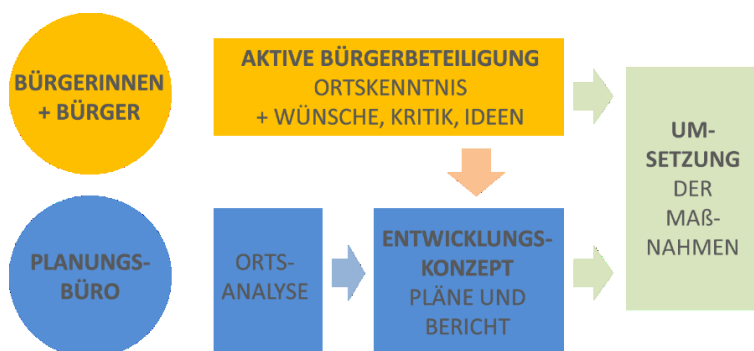 BÜRGERINNEN
+ BÜRGER
AKTIVE BÜRGERBETEILIGUNG
ORTSKENNTNIS
+ WÜNSCHE, KRITIK, IDEEN
UM-
SETZUNG
DER
MAß-
NAHMEN
PLANUNGS-
BÜRO
ORTS-
ANALYSE
ENTWICKLUNGS-
KONZEPT
PLÄNE UND
BERICHT